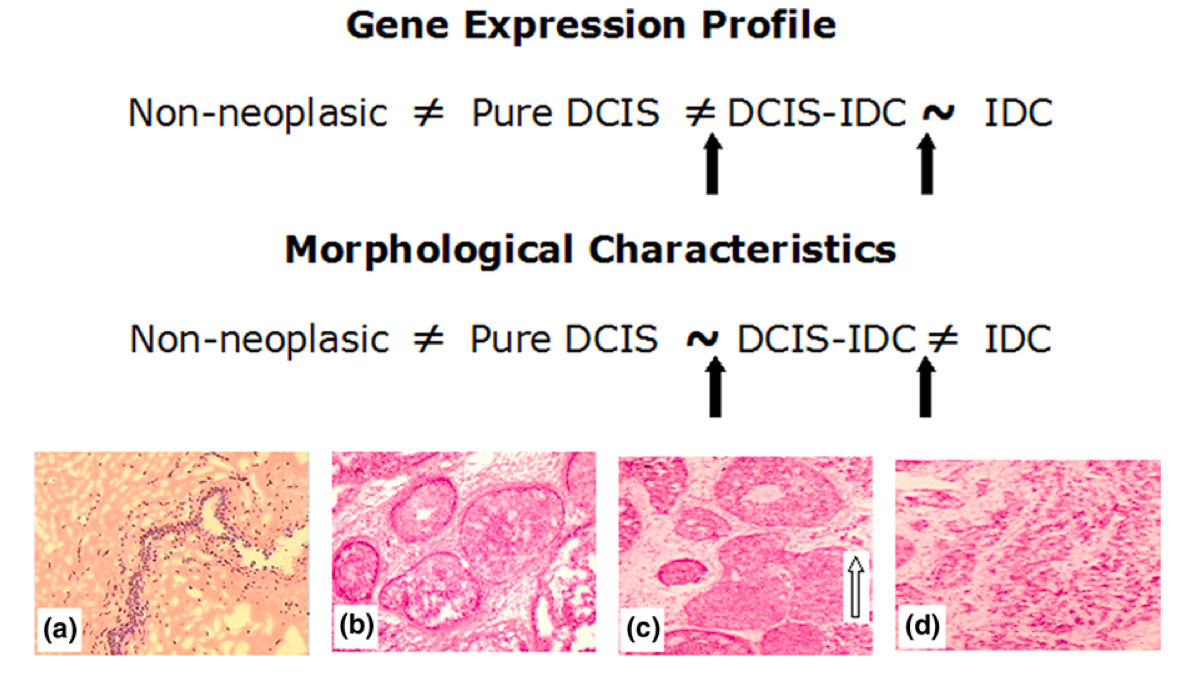 Gene Expression Profile
Non-neoplasic ≠ Pure DCIS ≠ DCIS-IDC ~ IDC
Morphological Characteristics
Non-neoplasic ≠ Pure DCIS ~ DCIS-IDC ≠ IDC
(a) (b) (c) (d)